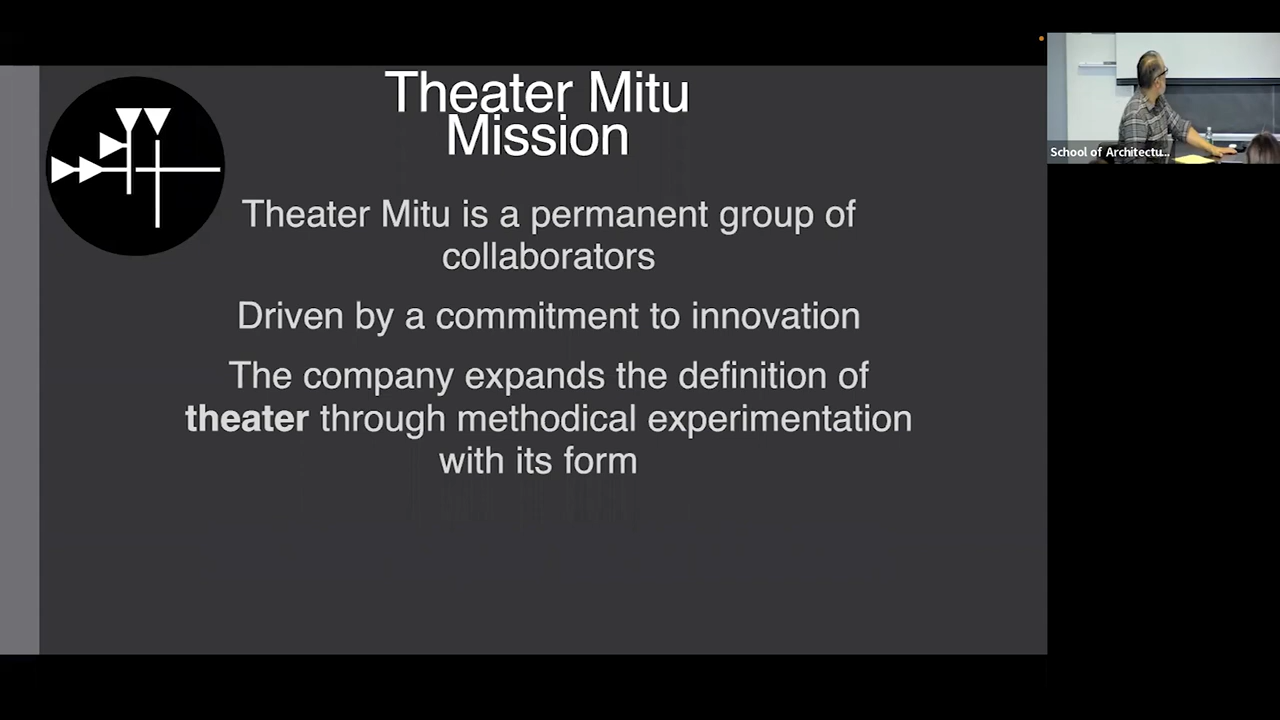 Theater Mitu
Mission
Theater Mitu is a permanent group of
collaborators
Driven by a commitment to innovation
The company expands the definition of
theater through methodical experimentation
with its form
School of Architectu...